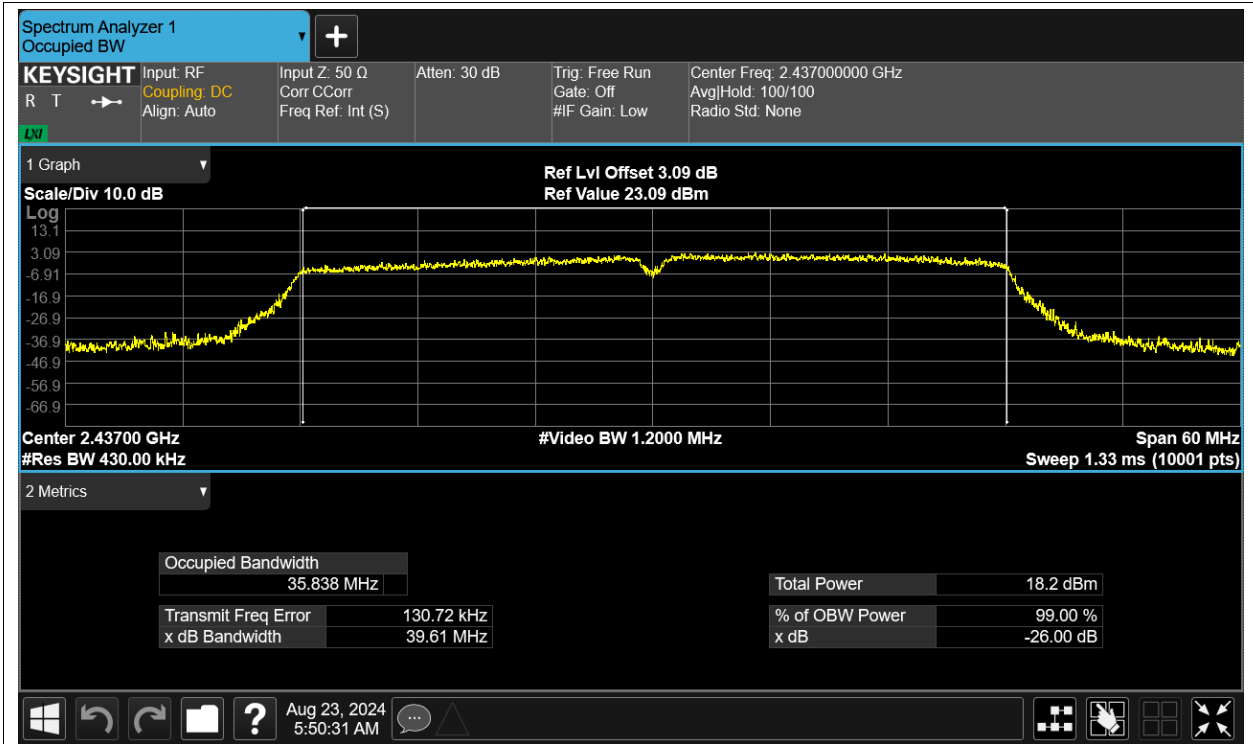 Spectrum Analyzer 1
Occupied BW
KEYSIGHT
R T
LXI
Input: RF
Coupling: DC
Align: Auto
Input Z: 50 Ω
Corr CCorr
Freq Ref: Int (S)
Atten: 30 dB
Trig: Free Run
Gate: Off
#IF Gain: Low
Center Freq: 2.437000000 GHz
Avg|Hold: 100/100
Radio Std: None
1 Graph
Scale/Div 10.0 dB
Ref Lvl Offset 3.09 dB
Ref Value 23.09 dBm
Log
13.1
3.09
-6.91
-16.9
-26.9
-36.9
-46.9
-56.9
-66.9
Center 2.43700 GHz
#Video BW 1.2000 MHz
Span 60 MHz
#Res BW 430.00 kHz
Sweep 1.33 ms (10001 pts)
2 Metrics
Occupied Bandwidth
35.838 MHz
Total Power 18.2 dBm
Transmit Freq Error 130.72 kHz
% of OBW Power 99.00 %
x dB Bandwidth 39.61 MHz
x dB -26.00 dB
?
Aug 23, 2024
5:50:31 AM